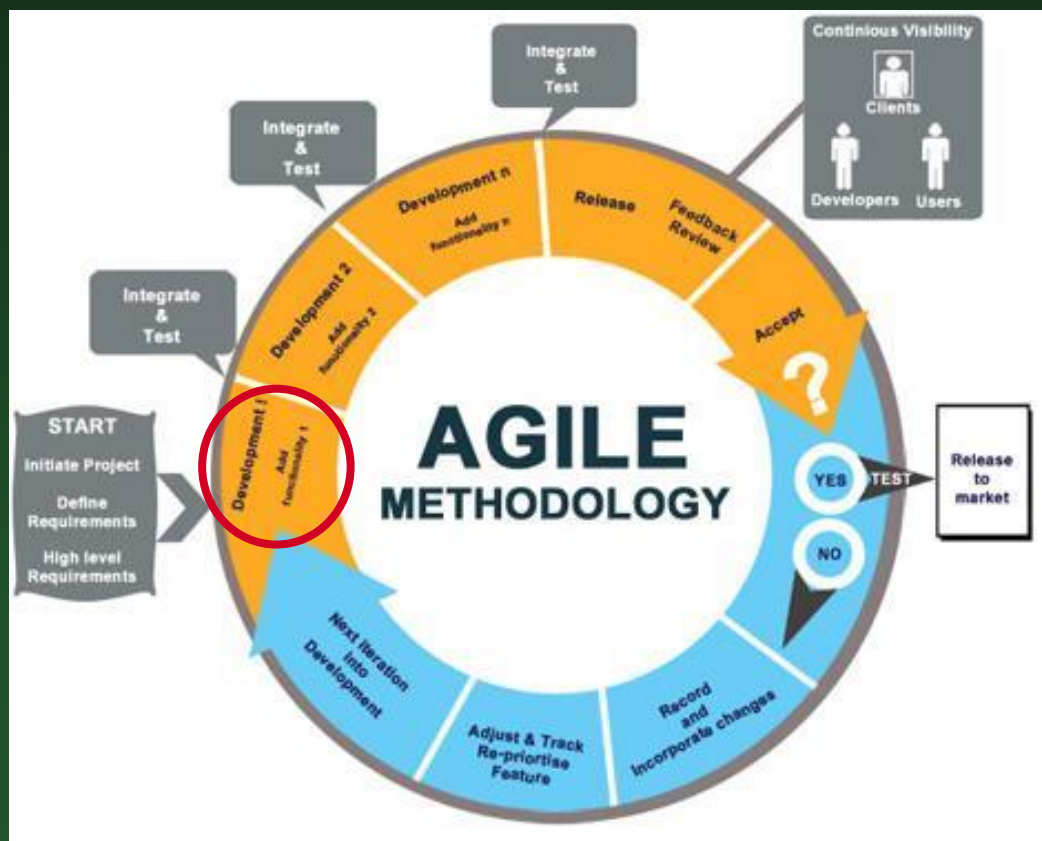 Continious Visibility
Clients
Developers
Users
Integrate
&
Test
Integrate
&
Test
Integrate
&
Test
START
Initiate Project
Define
Requirements
High level
Requirements
Development 1
Add
functionality 1
Development 2
Add
functionality 2
Development n
Add
functionality n
Release
Feedback
Review
Accept
?
YES
TEST
Release
to
market
NO
Record
and
Incorporate changes
Adjust & Track
Re-priortise
Feature
Next iteration
into
Development
AGILE
METHODOLOGY